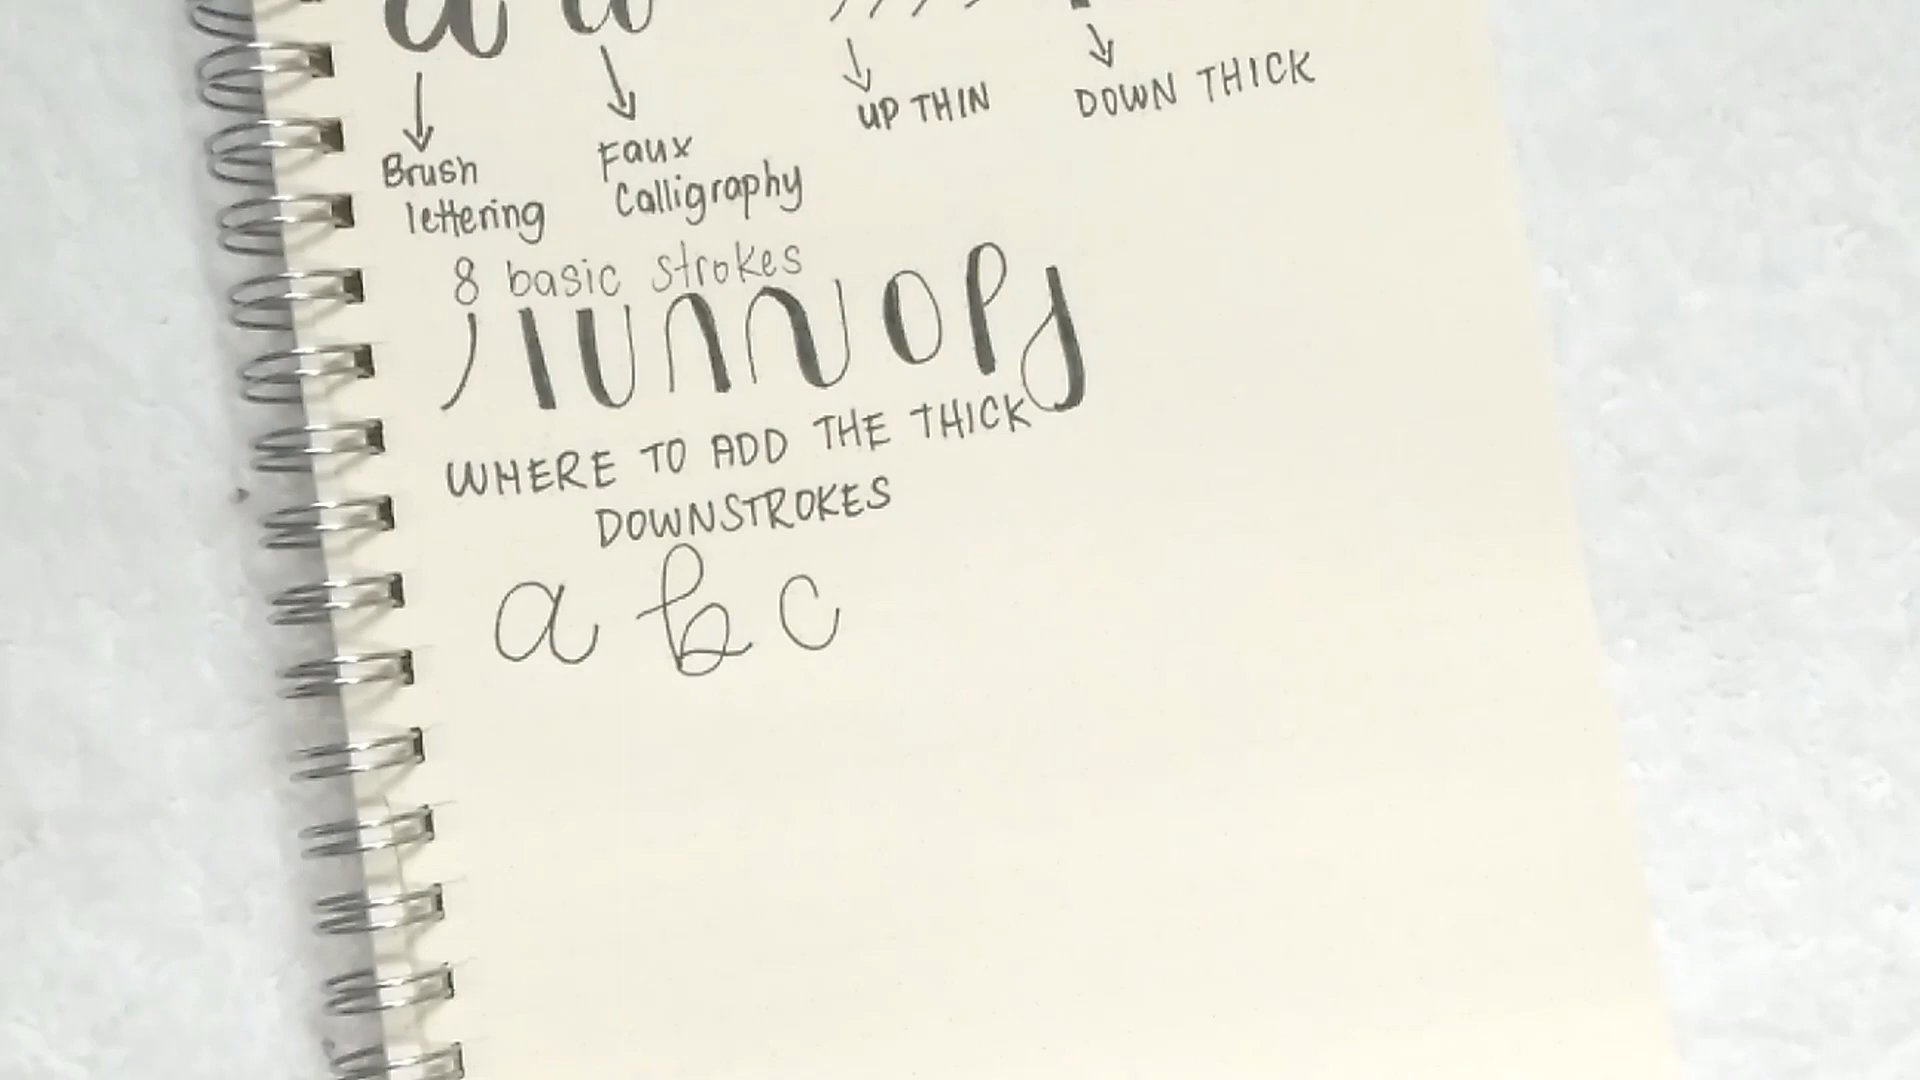 a a
Brush
lettering
Faux
Calligraphy
UP THIN
DOWN THICK
8 basic strokes
WHERE TO ADD THE THICK
DOWNSTROKES
a b c